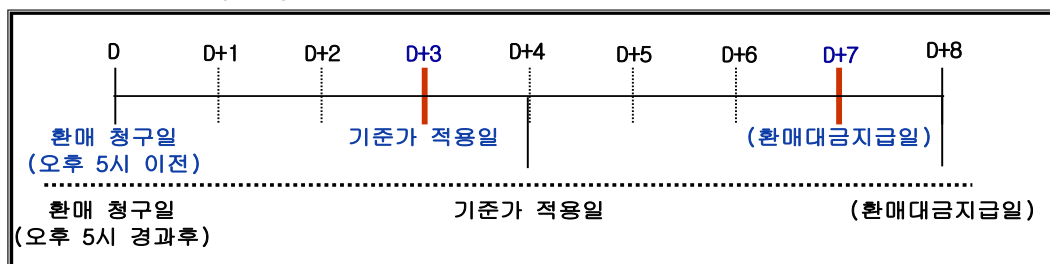 D D+1 D+2 D+3 D+4 D+5 D+6 D+7 D+8
환매 청구일 기준가 적용일 (환매대금지급일)
(오후 5시 이전)
환매 청구일 기준가 적용일 (환매대금지급일)
(오후 5시 경과후)